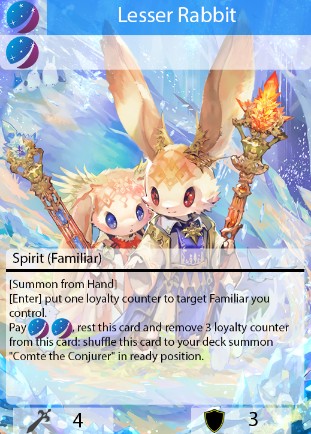 Lesser Rabbit
Spirit (Familiar)
[Summon from Hand]
[Enter] put one loyalty counter to target Familiar you
control.
Pay , rest this card and remove 3 loyalty counter
from this card: shuffle this card to your deck summon
"Comte the Conjurer" in ready position.
4
3